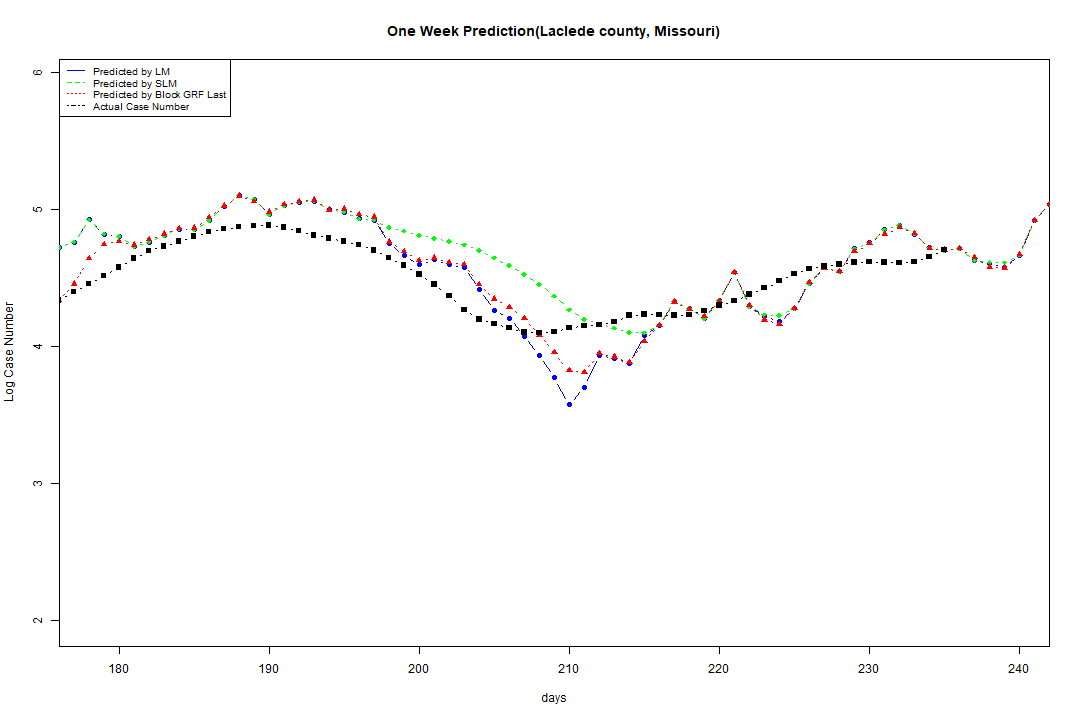 One Week Prediction(Laclede county, Missouri)
Predicted by LM
Predicted by SLM
Predicted by Block GRF Last
Actual Case Number
6
5
4
3
2
Log Case Number
180 190 200 210 220 230 240
days